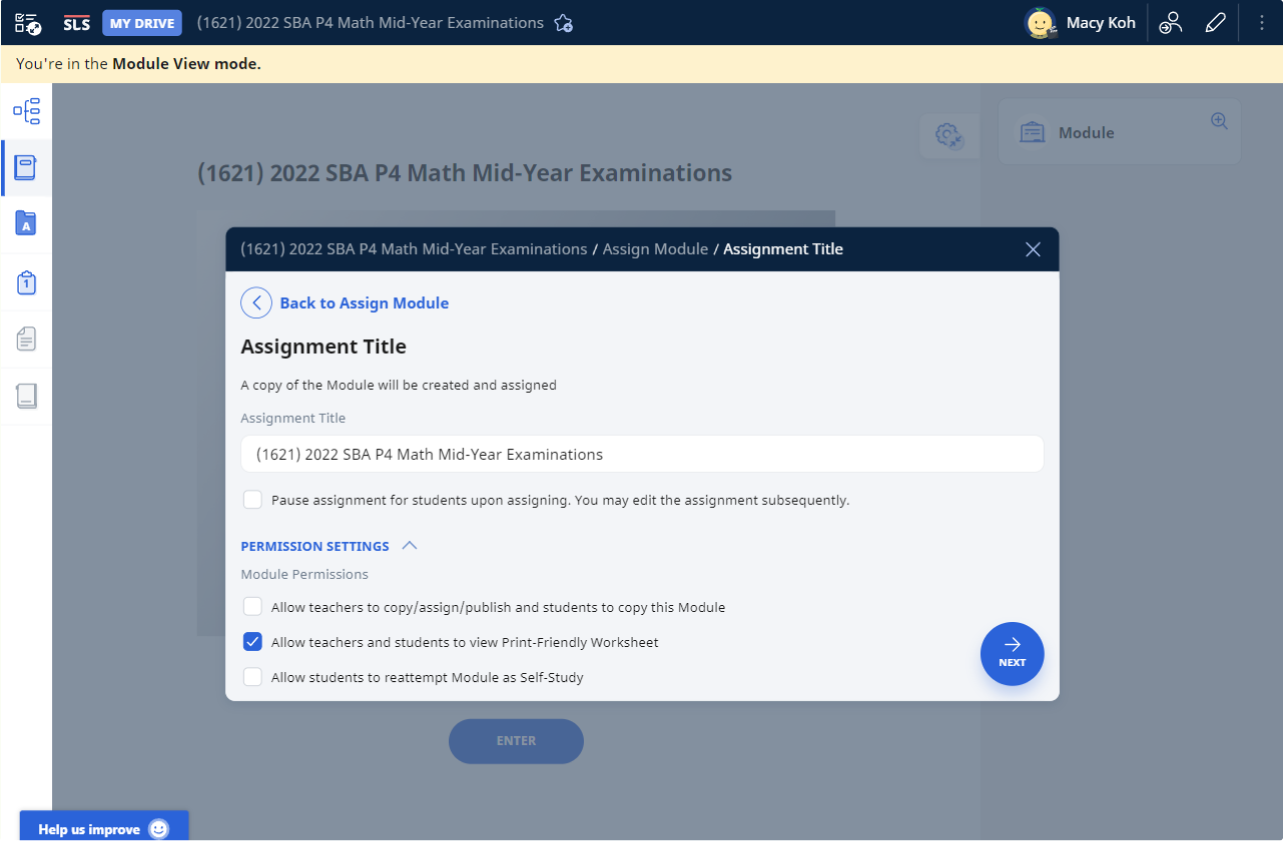 SLS MY DRIVE (1621) 2022 SBA P4 Math Mid-Year Examinations Macy Koh
You're in the Module View mode.
Module
(1621) 2022 SBA P4 Math Mid-Year Examinations
(1621) 2022 SBA P4 Math Mid-Year Examinations / Assign Module / Assignment Title
Back to Assign Module
Assignment Title
A copy of the Module will be created and assigned
Assignment Title
(1621) 2022 SBA P4 Math Mid-Year Examinations
Pause assignment for students upon assigning. You may edit the assignment subsequently.
PERMISSION SETTINGS
Module Permissions
Allow teachers to copy/assign/publish and students to copy this Module
Allow teachers and students to view Print-Friendly Worksheet
NEXT
Allow students to reattempt Module as Self-Study
ENTER
Help us improve
A
1